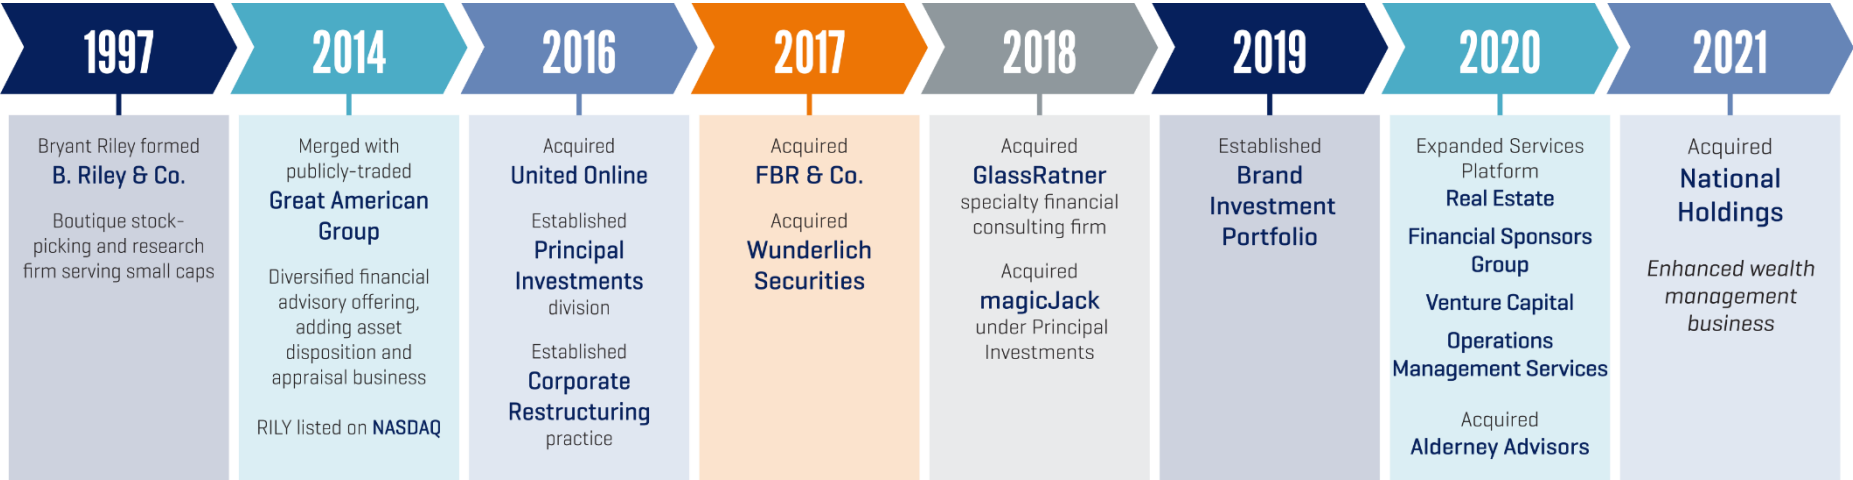 1997
Bryant Riley formed
B. Riley & Co.
Boutique stock-
picking and research
firm serving small caps
2014
Merged with
publicly-traded
Great American
Group
Diversified financial
advisory offering,
adding asset
disposition and
appraisal business
RILY listed on NASDAQ
2016
Acquired
United Online
Established
Principal
Investments
division
Established
Corporate
Restructuring
practice
2017
Acquired
FBR & Co.
Acquired
Wunderlich
Securities
2018
Acquired
GlassRatner
specialty financial
consulting firm
Acquired
magicJack
under Principal
Investments
2019
Established
Brand
Investment
Portfolio
2020
Expanded Services
Platform
Real Estate
Financial Sponsors
Group
Venture Capital
Operations
Management Services
Acquired
Alderney Advisors
2021
Acquired
National
Holdings
Enhanced wealth
management
business